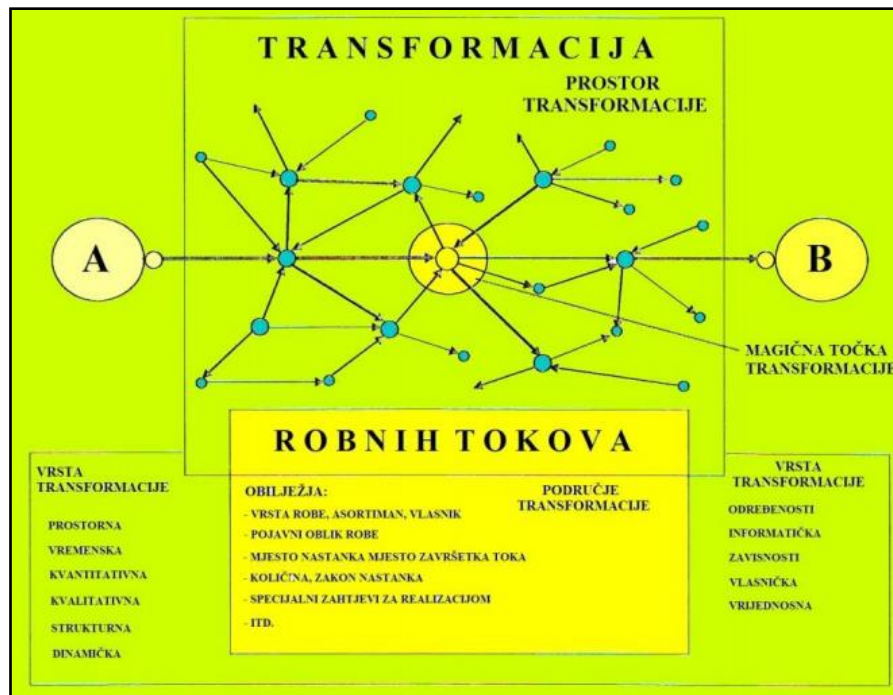 TRANSFORMACIJA
PROSTOR
TRANSFORMACIJE
A
B
MAGIČNA TOČKA
TRANSFORMACIJE
ROBNIH TOKOVA
VRSTA
TRANSFORMACIJE
PROSTORNA
VREMENSKA
KVANTITATIVNA
KVALITATIVNA
STRUKTURNA
DINAMIČKA
OBILJEŽJA:
- VRSTA ROBE, ASORTIMAN, VLASNIK
- POJAVNI OBLIK ROBE
- MJESTO NASTANKA MJESTO ZAVRŠETKA TOKA
- KOLIČINA, ZAKON NASTANKA
- SPECIJALNI ZAHTJEVI ZA REALIZACIJOM
- ITD.
PODRUČJE
TRANSFORMACIJE
VRSTA
TRANSFORMACIJE
ODREĐENOSTI
INFORMATIČKA
ZAVISNOSTI
VLASNIČKA
VRIJEDNOSNA